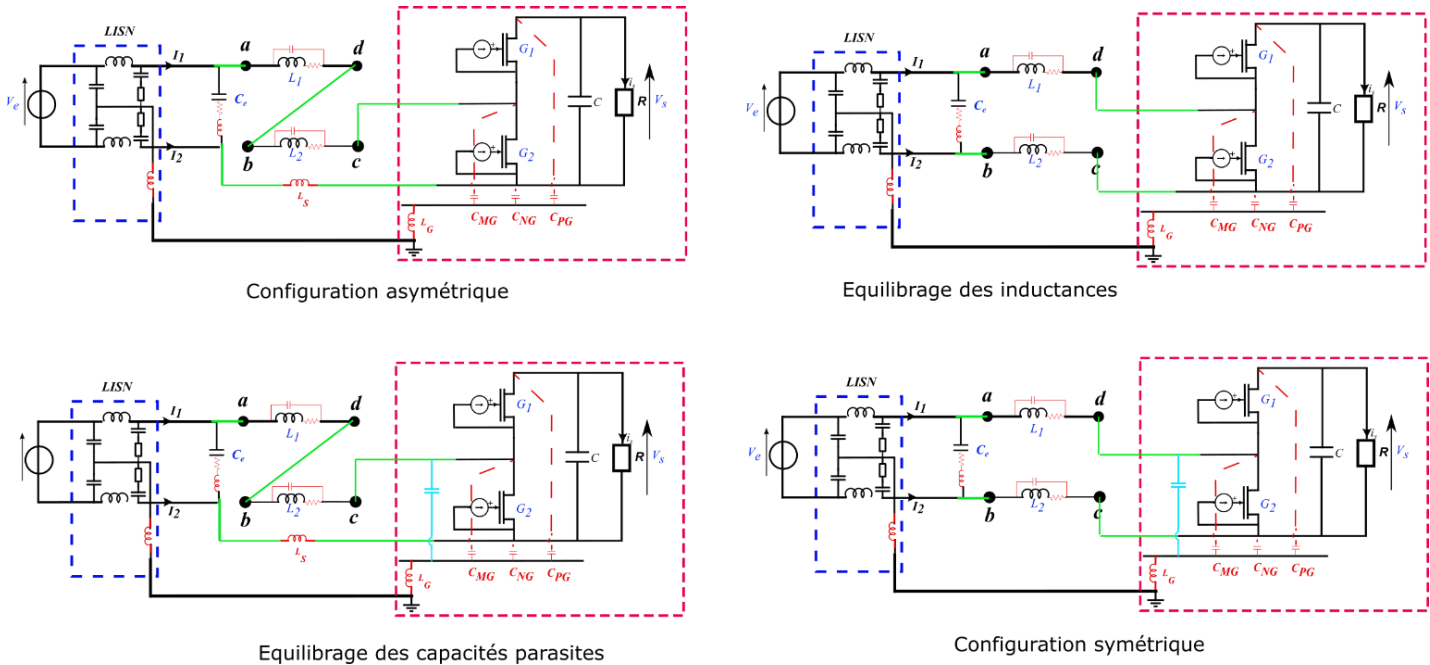 LISN
I1
a
d
L1
G1
Ve
Ce
C
is
R
Vs
b
L2
c
G2
I2
LS
CMG
CNG
CPG
LG
Configuration asymétrique
LISN
I1
a
d
L1
G1
Ve
Ce
C
i
R
Vs
I2
b
L2
c
G2
CMG
CNG
CPG
LG
Equilibrage des inductances
LISN
I1
a
d
L1
G1
Ce
C
is
R
Vs
b
L2
c
G2
I2
LS
CMG
CNG
CPG
LG
Equilibrage des capacités parasites
LISN
I1
a
d
L1
G1
Ve
Ce
C
is
R
Vs
I2
b
L2
c
G2
CMG
CNG
CPG
LG
Configuration symétrique